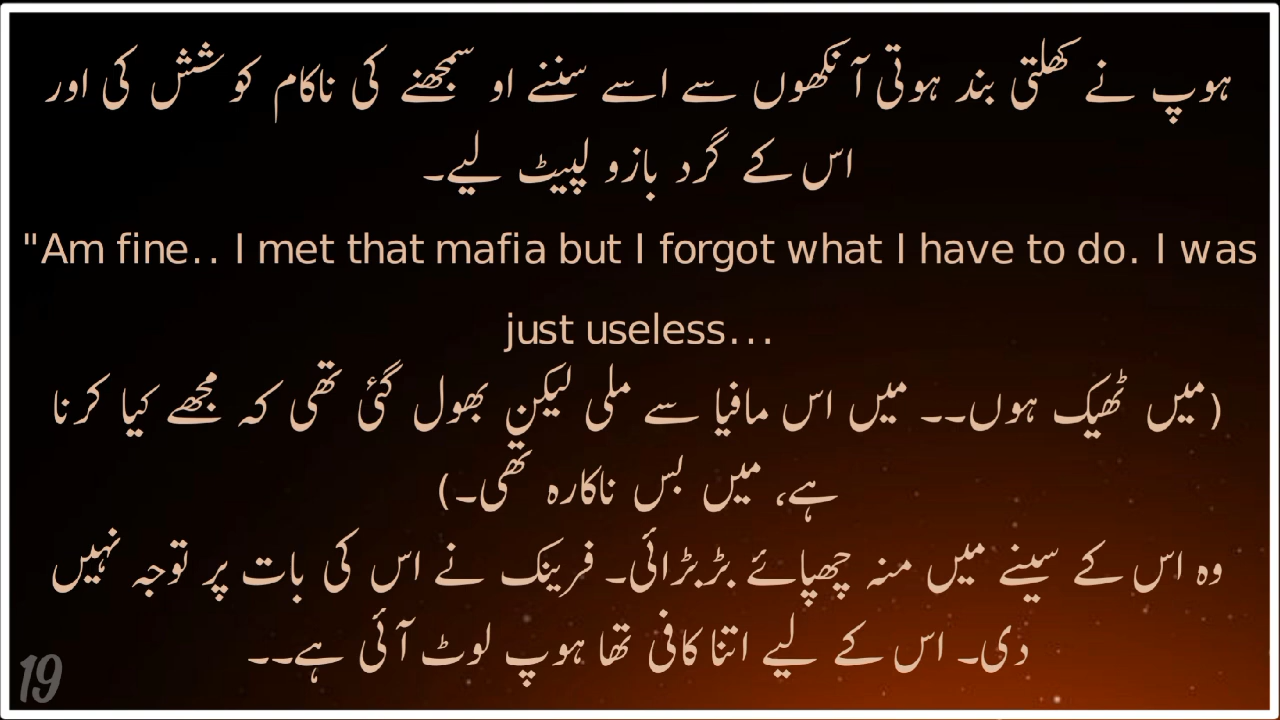 ہوپ نے کھلتی بند ہوتی آنکھوں سے اسے سننے او سمجھنے کی ناکام کوشش کی اور
اس کے گرد بازو لپیٹ لیے۔
"Am fine.. I met that mafia but I forgot what I have to do. I was
just useless...
(میں ٹھیک ہوں۔۔ میں اس مافیا سے ملی لیکن بھول گئی تھی کہ مجھے کیا کرنا
ہے، میں بس ناکارہ تھی۔)
وہ اس کے سینے میں منہ چھپائے بڑبڑائی۔ فرینک نے اس کی بات پر توجہ نہیں
دی۔ اس کے لیے اتنا کافی تھا ہوپ لوٹ آئی ہے۔۔
19